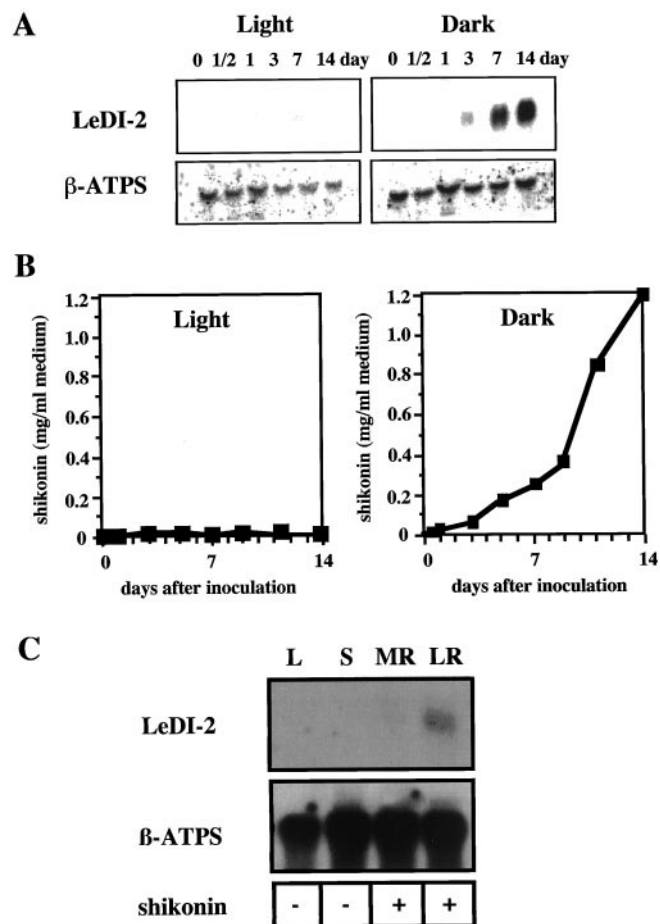 A
Light Dark
0 1/2 1 3 7 14 day 0 1/2 1 3 7 14 day
LeDI-2
β-ATPS
B
1.2 1.2
Light Dark
1.0 1.0
0.8 0.8
0.6 0.6
0.4 0.4
0.2 0.2
0 0
shikonin (mg/ml medium) shikonin (mg/ml medium)
0 7 14 0 7 14
days after inoculation days after inoculation
C
L S MR LR
LeDI-2
ß-ATPS
shikonin - - + +